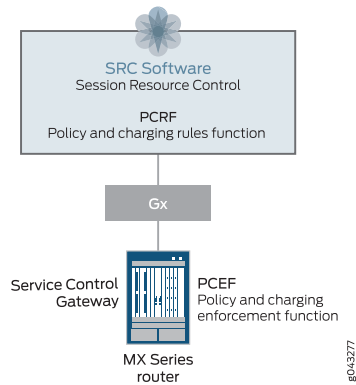 SRC Software
Session Resource Control
PCRF
Policy and charging rules function
Gx
Service Control
Gateway
PCEF
Policy and charging
enforcement function
MX Series
router
g043277